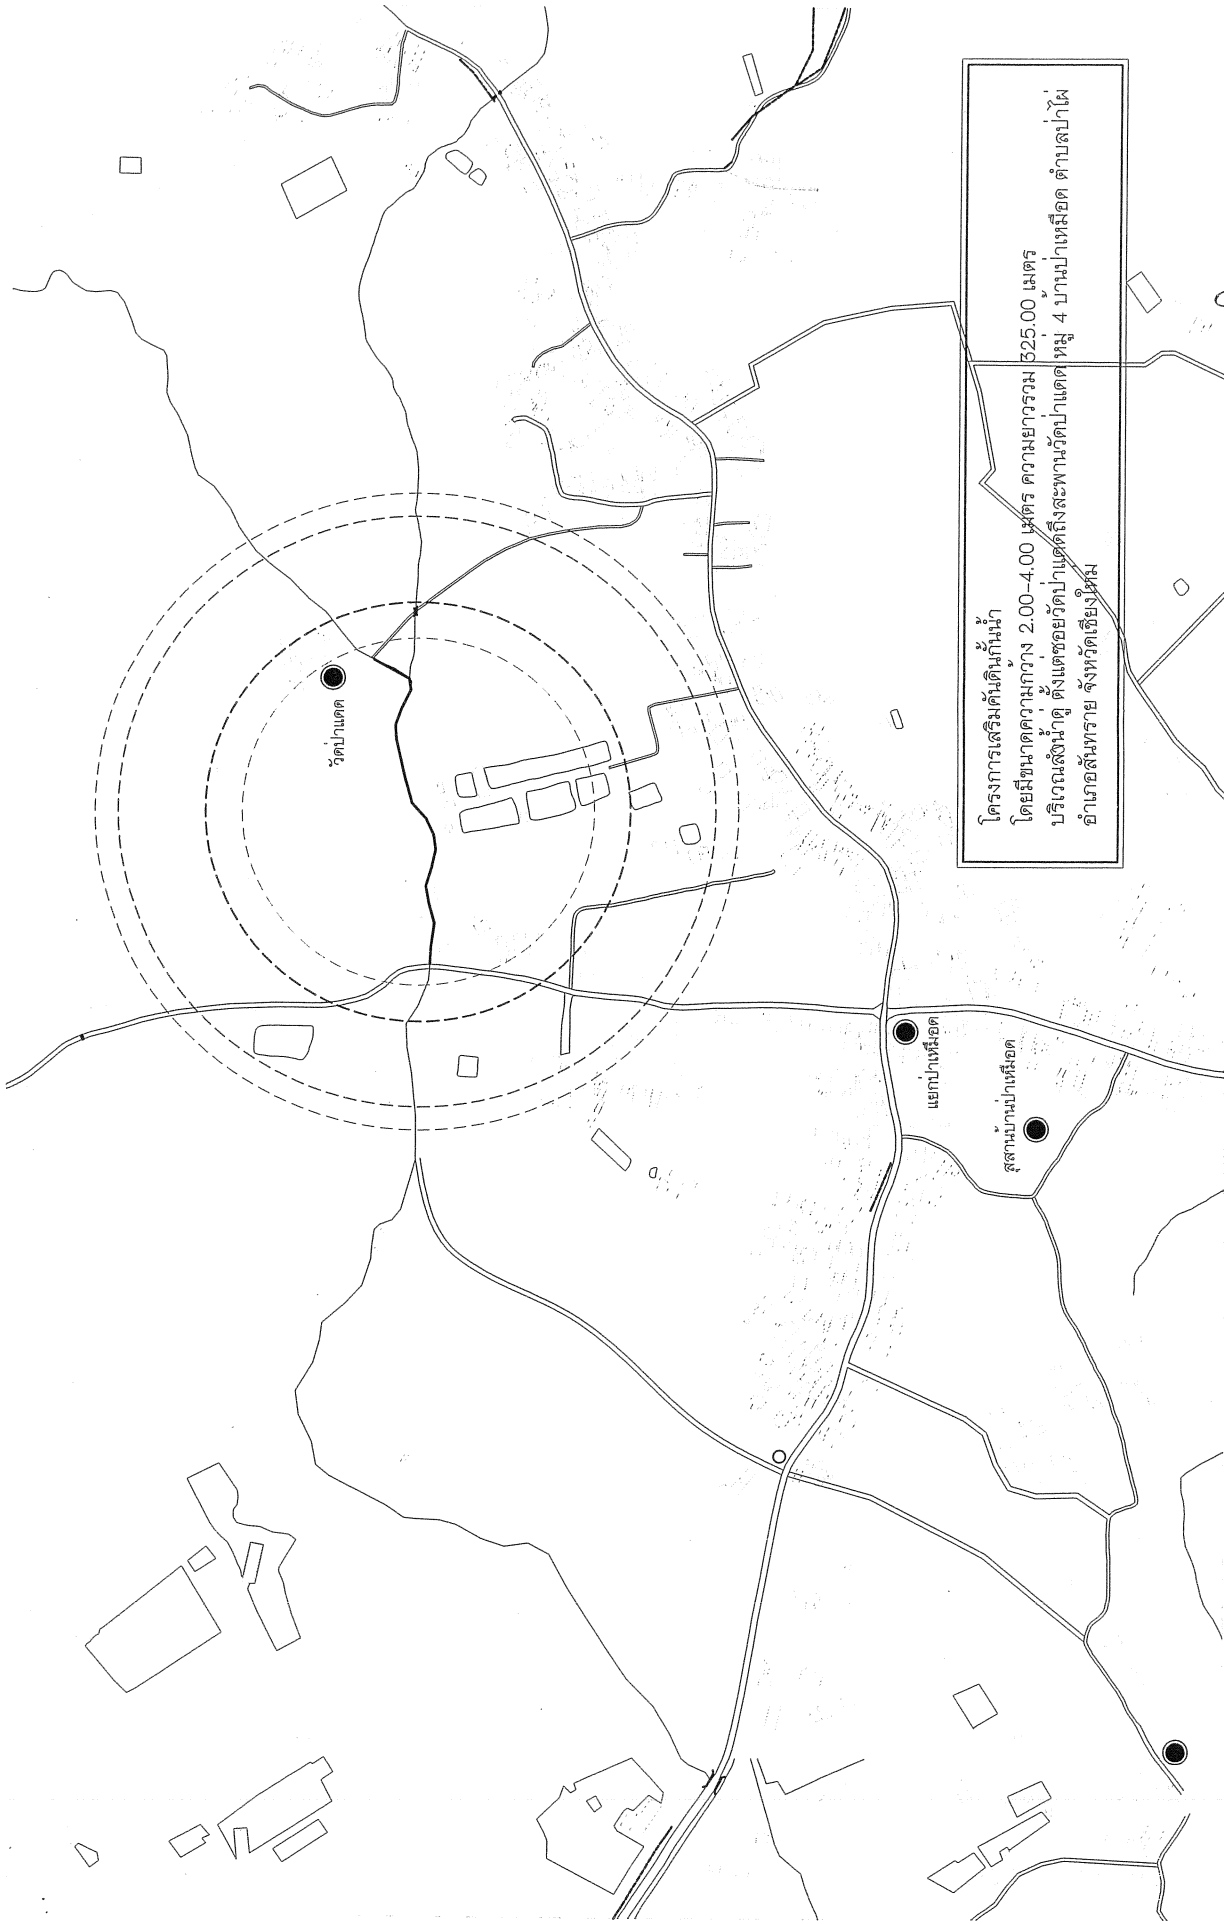 โครงการเสริมคันดินกั้นน้ำ
โดยมีขนาดความกว้าง 2.00-4.00 เมตร ความยาวรวม 325.00 เมตร
บริเวณลำน้ำดู่ ตั้งแต่ซอยวัดป่าแดดถึงสะพานวัดป่าแดด หมู่ 4 บ้านป่าเหมือด ตำบลป่าไผ่
อำเภอสันทราย จังหวัดเชียงใหม่
วัดป่าแดด
แยกป่าเหมือด
สุสานบ้านป่าเหมือด